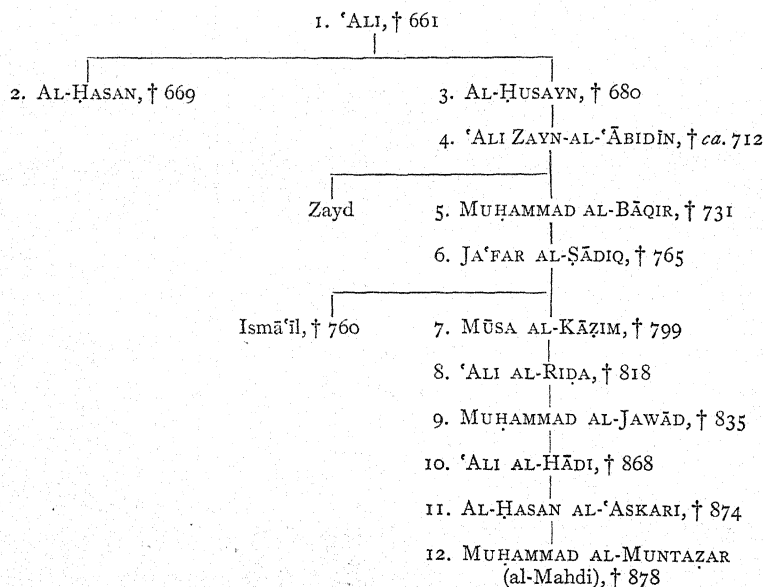 1. ʿALI, † 661
2. AL-ḤASAN, † 669
3. AL-ḤUSAYN, † 680
4. ʿALI ZAYN-AL-ʿĀBIDĪN, † ca. 712
Zayd
5. MUḤAMMAD AL-BĀQIR, † 731
6. JAʿFAR AL-ṢĀDIQ, † 765
Ismāʿīl, † 760
7. MŪSA AL-KĀẒIM, † 799
8. ʿALI AL-RIḌA, † 818
9. MUḤAMMAD AL-JAWĀD, † 835
10. ʿALI AL-HĀDI, † 868
11. AL-ḤASAN AL-ʿASKARI, † 874
12. MUḤAMMAD AL-MUNTAẒAR
(al-Mahdi), † 878